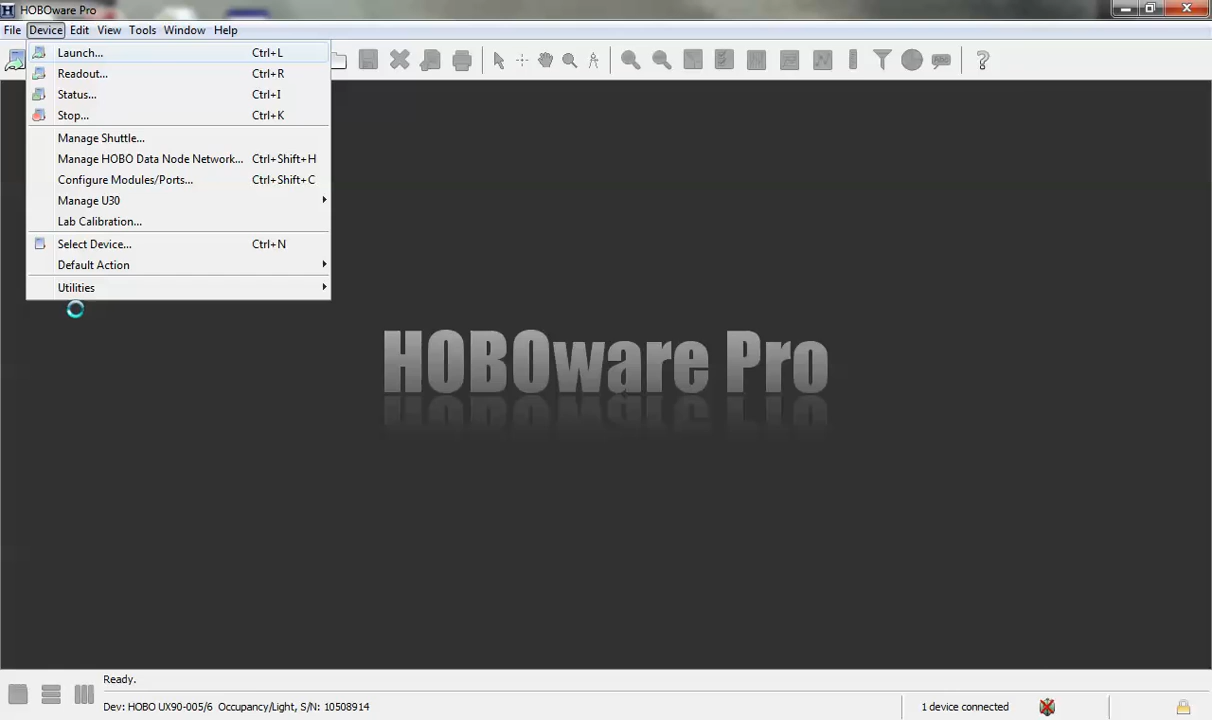 HOBOware Pro
File Device Edit View Tools Window Help
Launch... Ctrl+L
Readout... Ctrl+R
Status... Ctrl+I
Stop... Ctrl+K
Manage Shuttle...
Manage HOBO Data Node Network... Ctrl+Shift+H
Configure Modules/Ports... Ctrl+Shift+C
Manage U30
Lab Calibration...
Select Device... Ctrl+N
Default Action
Utilities
HOBOware Pro
Ready.
Dev: HOBO UX90-005/6 Occupancy/Light, S/N: 10508914 1 device connected